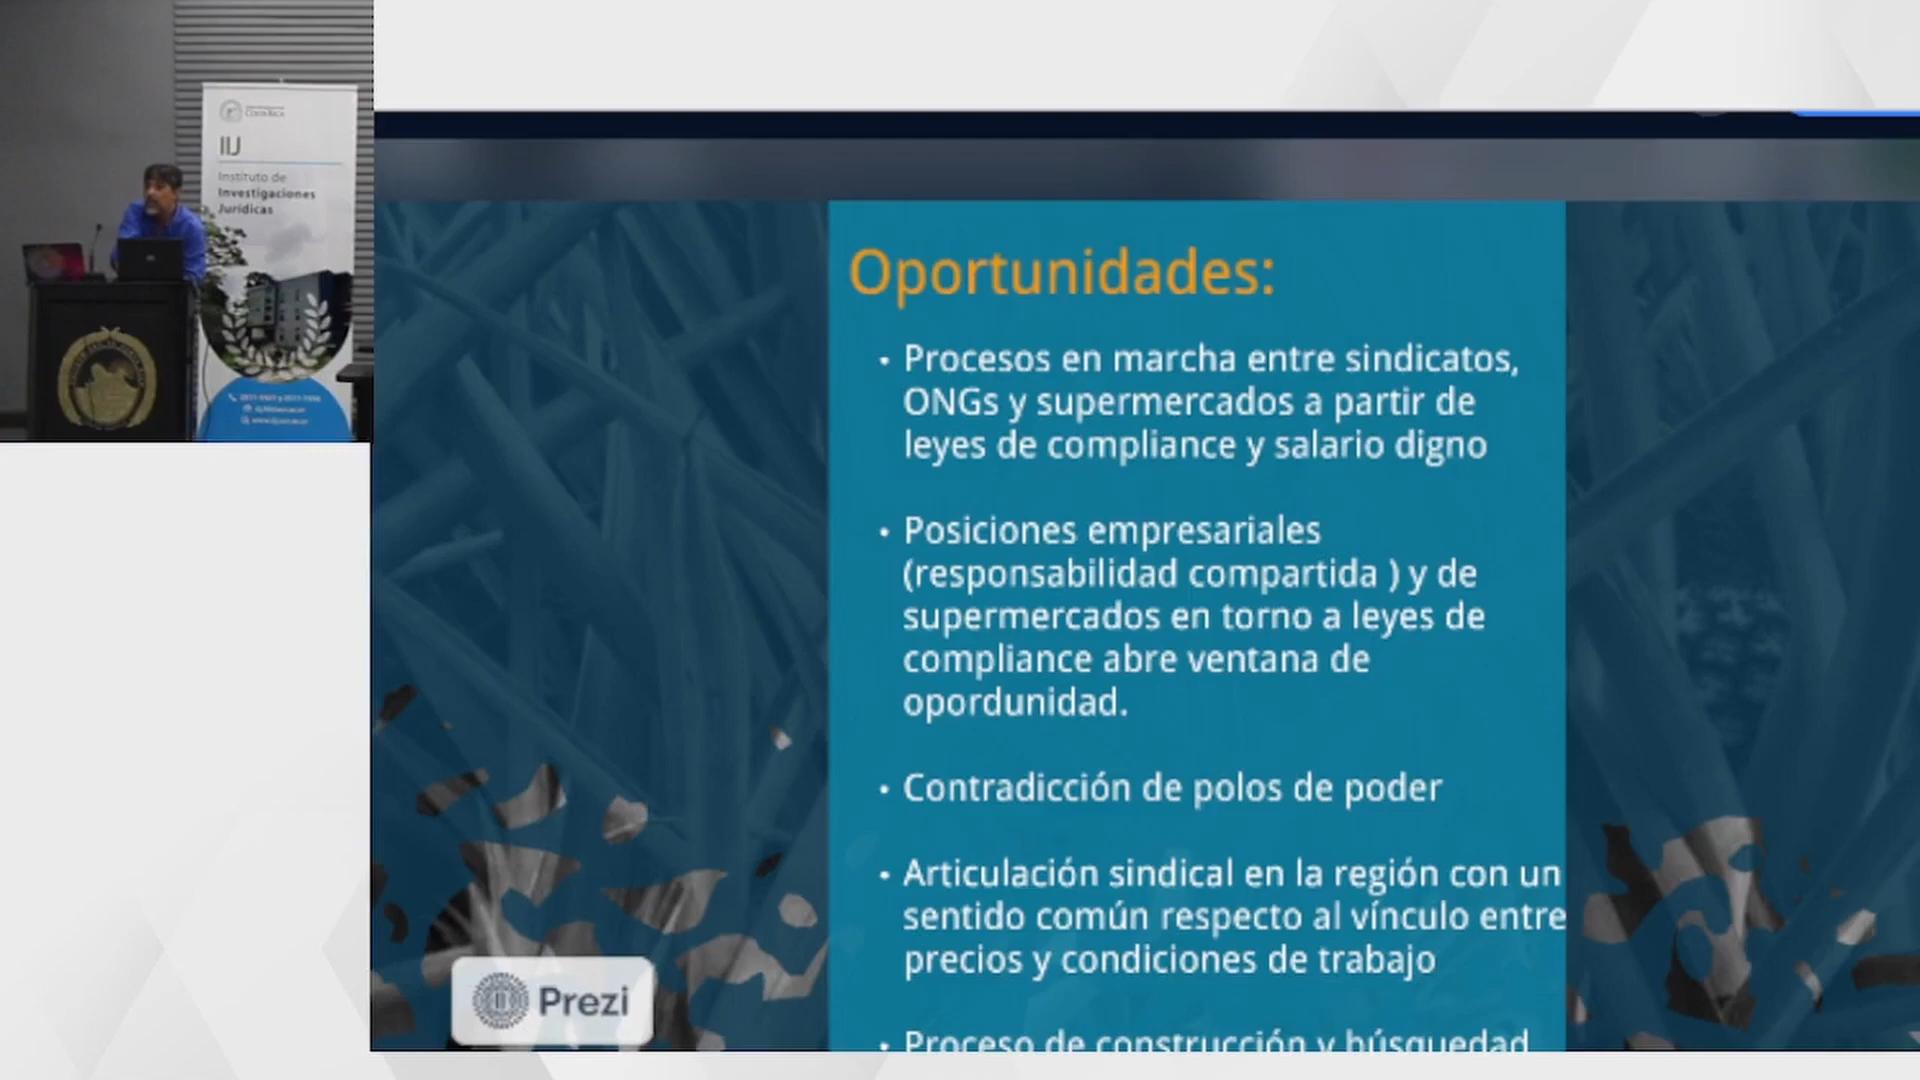 COSTA RICA
IIJ
Instituto de
Investigaciones
Jurídicas
Oportunidades:
• Procesos en marcha entre sindicatos,
ONGs y supermercados a partir de
leyes de compliance y salario digno
• Posiciones empresariales
(responsabilidad compartida ) y de
supermercados en torno a leyes de
compliance abre ventana de
opordunidad.
• Contradicción de polos de poder
• Articulación sindical en la región con un
sentido común respecto al vínculo entre
precios y condiciones de trabajo
• Proceso de construcción y búsquedad
Prezi